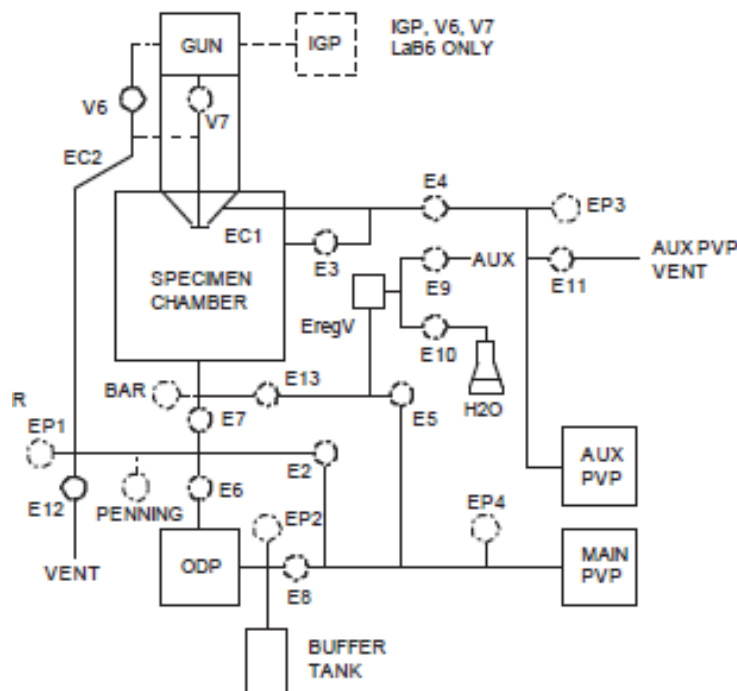 GUN
IGP
IGP, V6, V7
LaB6 ONLY
V6
V7
EC2
E4
EP3
EC1
E3
E9
AUX
E11
AUX PVP
VENT
SPECIMEN
CHAMBER
EregV
E10
H2O
BAR
E13
R
EP1
E7
E5
E2
AUX
PVP
E12
PENNING
E6
EP2
EP4
VENT
ODP
E8
MAIN
PVP
BUFFER
TANK